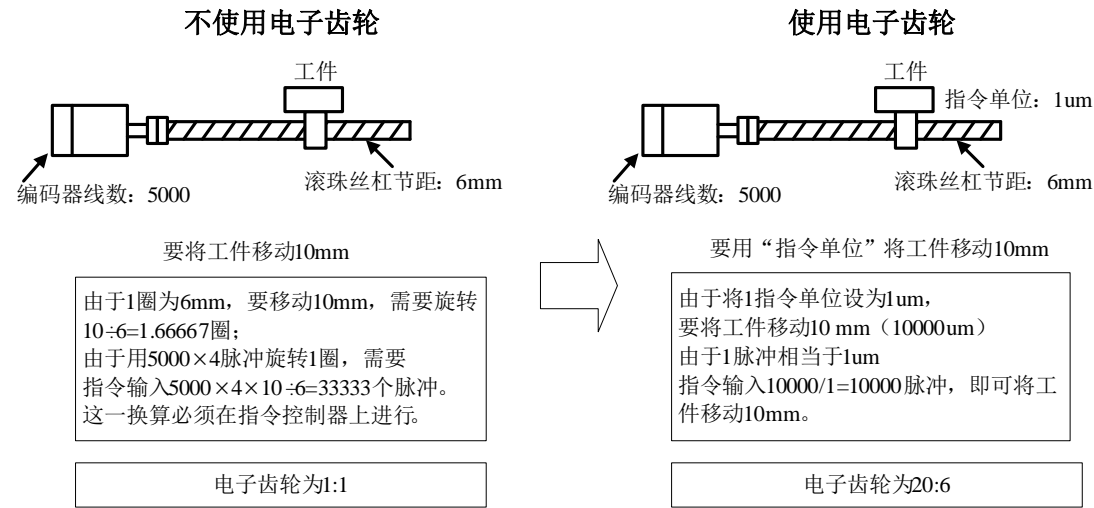 不使用电子齿轮
工件
编码器线数：5000
滚珠丝杠节距：6mm
要将工件移动10mm
由于1圈为6mm，要移动10mm，需要旋转
10÷6=1.66667圈；
由于用5000×4脉冲旋转1圈，需要
指令输入5000×4×10÷6=33333个脉冲。
这一换算必须在指令控制器上进行。
电子齿轮为1:1
使用电子齿轮
工件
指令单位：1um
编码器线数：5000
滚珠丝杠节距：6mm
要用“指令单位”将工件移动10mm
由于将1指令单位设为1um，
要将工件移动10 mm（10000um）
由于1脉冲相当于1um
指令输入10000/1=10000脉冲，即可将工
件移动10mm。
电子齿轮为20:6